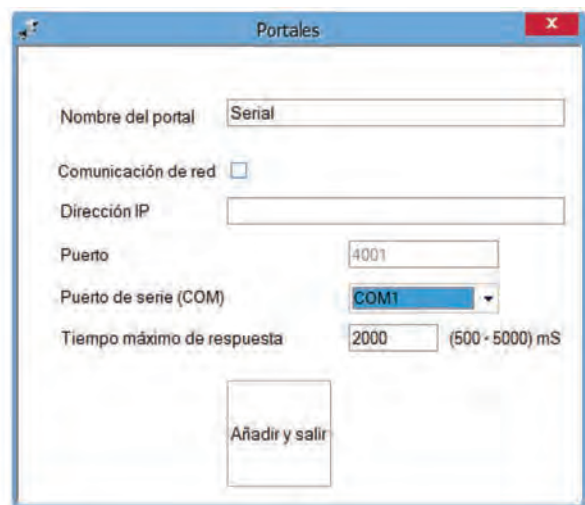 Portales
x
Nombre del portal Serial
Comunicación de red
Dirección IP
Puerto 4001
Puerto de serie (COM) COM1
Tiempo máximo de respuesta 2000 (500 - 5000) mS
Añadir y salir